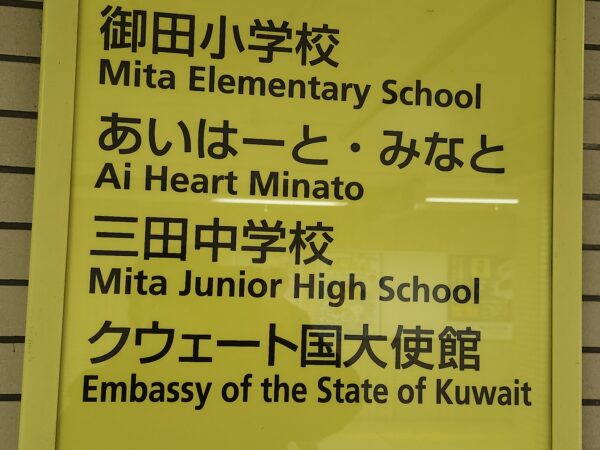 御田小学校
Mita Elementary School
あいはーと・みなと
Ai Heart Minato
三田中学校
Mita Junior High School
クウェート国大使館
Embassy of the State of Kuwait